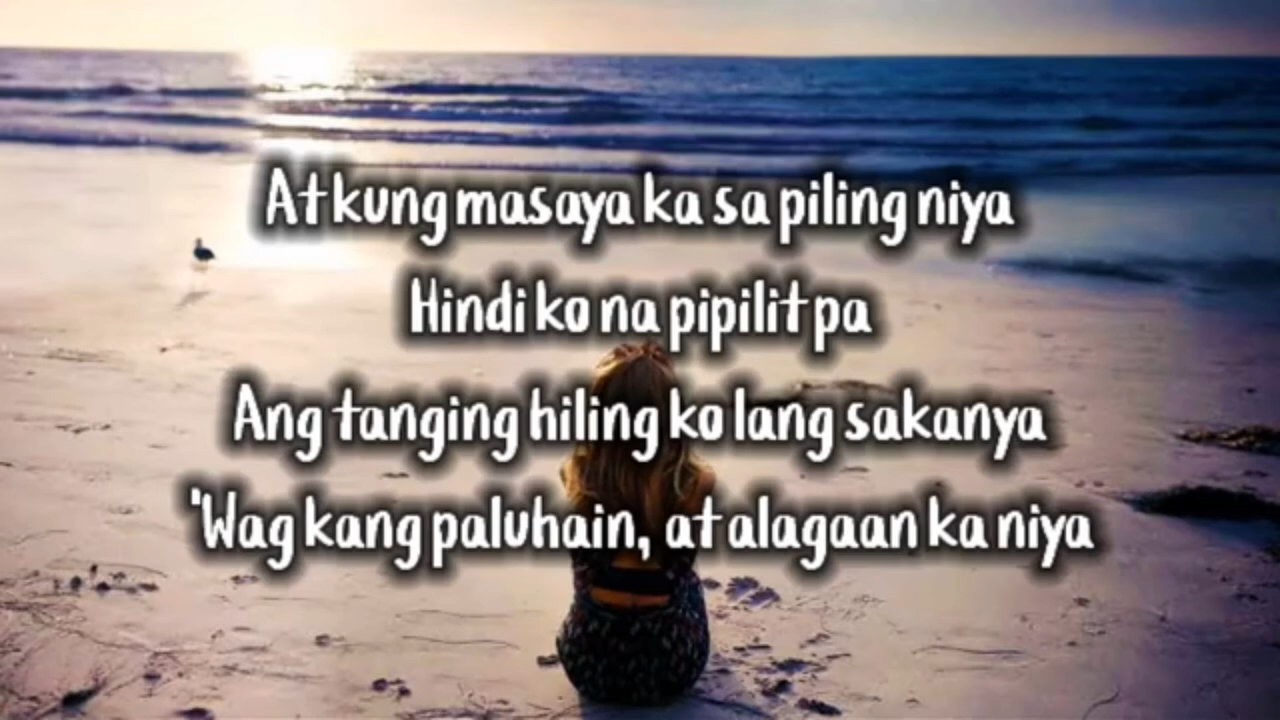 At kung masaya ka sa piling niya
Hindi ko na pipilit pa
Ang tanging hiling ko lang sakanya
'Wag kang paluhain, at alagaan ka niya